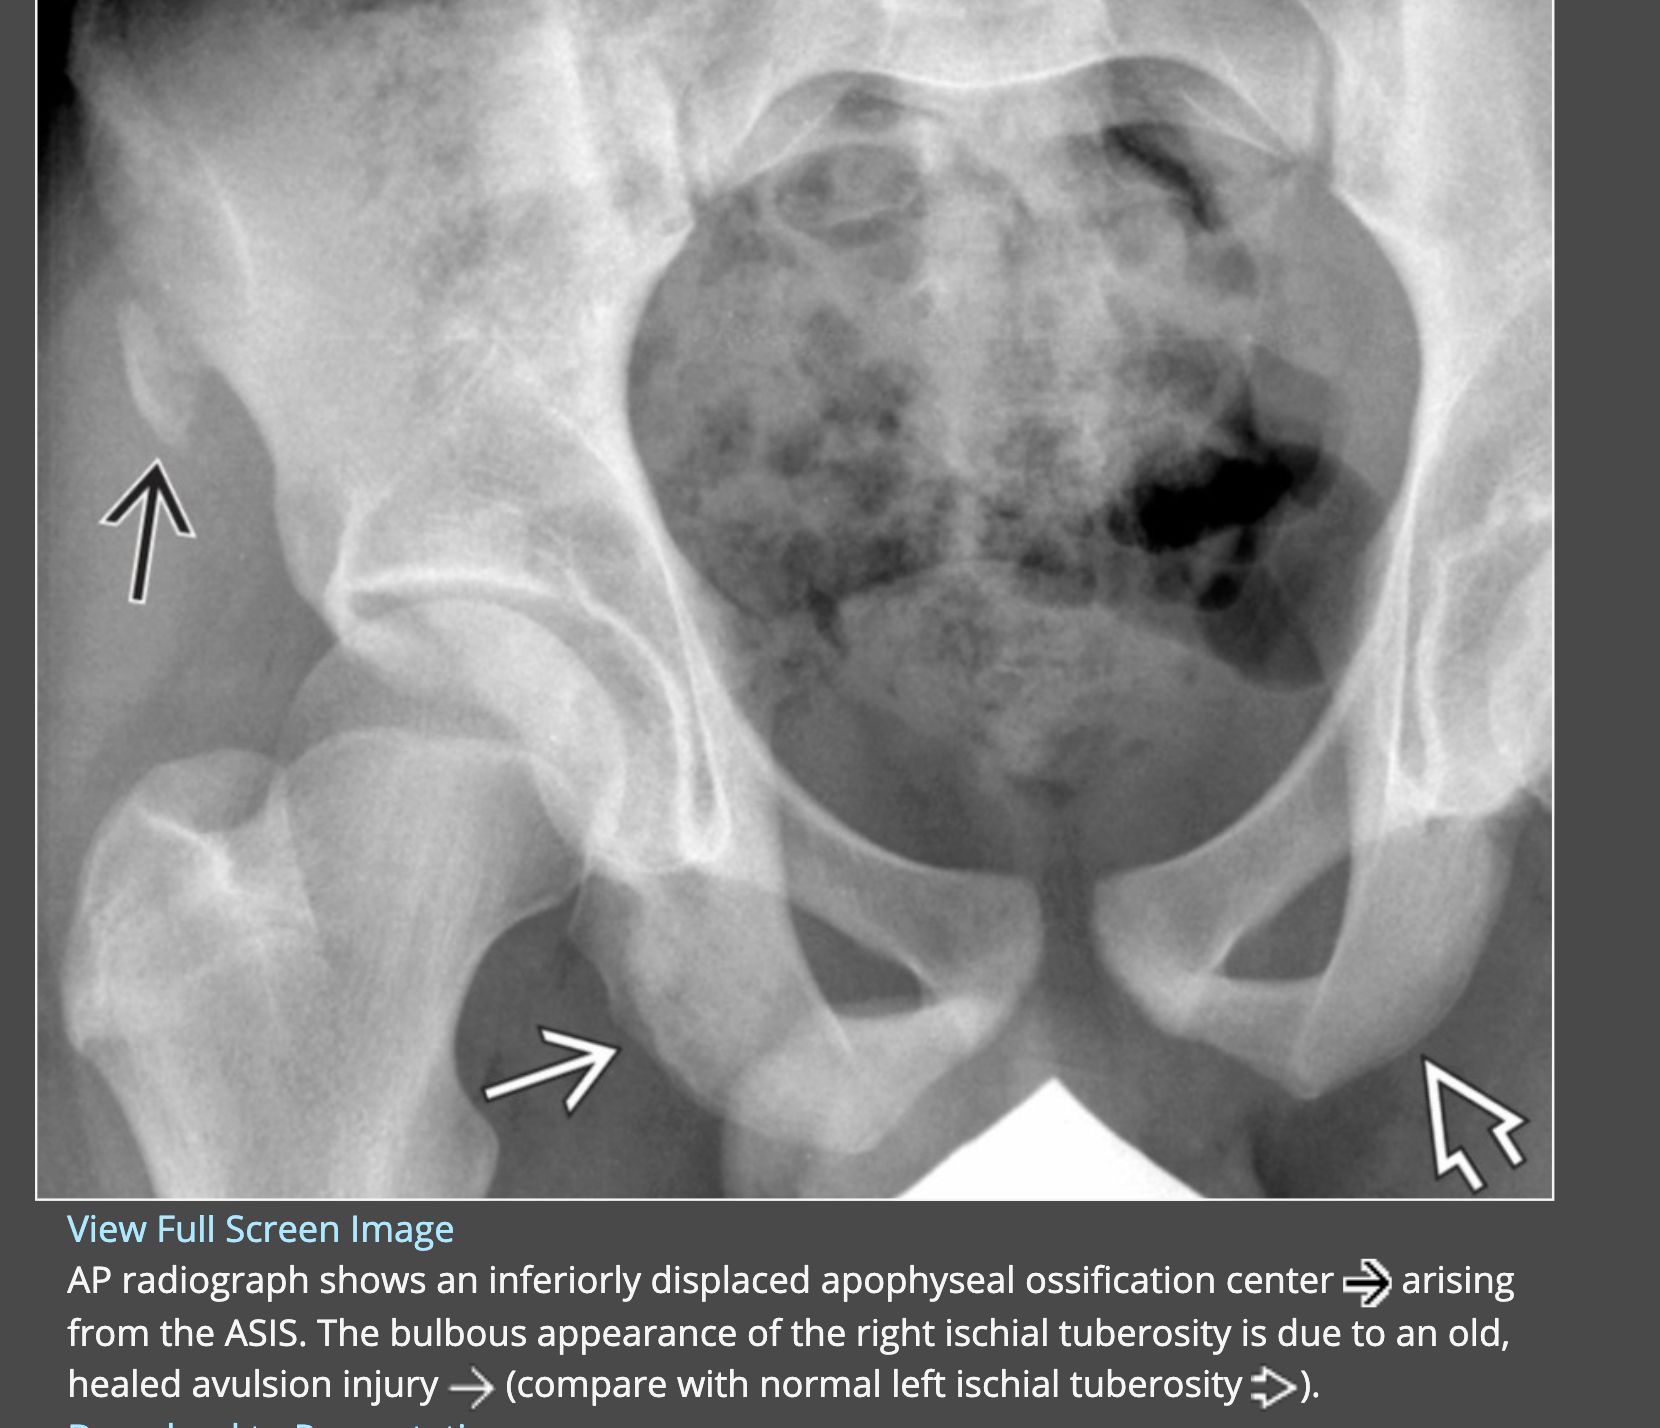 View Full Screen Image
AP radiograph shows an inferiorly displaced apophyseal ossification center arising
from the ASIS. The bulbous appearance of the right ischial tuberosity is due to an old,
healed avulsion injury (compare with normal left ischial tuberosity ).